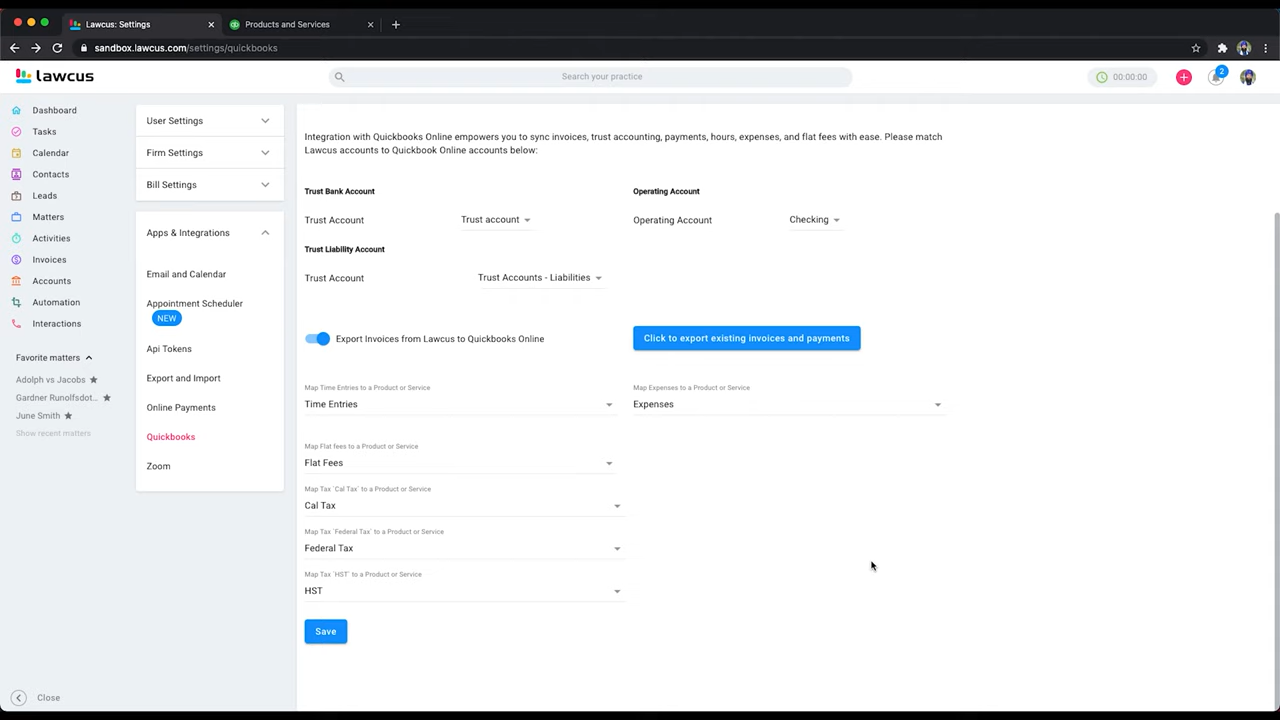 Lawcus: Settings
Products and Services
sandbox.lawcus.com/settings/quickbooks
lawcus
Search your practice
00:00:00
2
Dashboard
Tasks
Calendar
Contacts
Leads
Matters
Activities
Invoices
Accounts
Automation
Interactions
Favorite matters
Adolph vs Jacobs
Gardner Runolfsdot...
June Smith
Show recent matters
Close
User Settings
Firm Settings
Bill Settings
Apps & Integrations
Email and Calendar
Appointment Scheduler
NEW
Api Tokens
Export and Import
Online Payments
Quickbooks
Zoom
Integration with Quickbooks Online empowers you to sync invoices, trust accounting, payments, hours, expenses, and flat fees with ease. Please match
Lawcus accounts to Quickbook Online accounts below:
Trust Bank Account
Operating Account
Trust Account
Trust account
Operating Account
Checking
Trust Liability Account
Trust Account
Trust Accounts - Liabilities
Export Invoices from Lawcus to Quickbooks Online
Click to export existing invoices and payments
Map Time Entries to a Product or Service
Time Entries
Map Expenses to a Product or Service
Expenses
Map Flat fees to a Product or Service
Flat Fees
Map Tax `Cal Tax` to a Product or Service
Cal Tax
Map Tax `Federal Tax` to a Product or Service
Federal Tax
Map Tax `HST` to a Product or Service
HST
Save